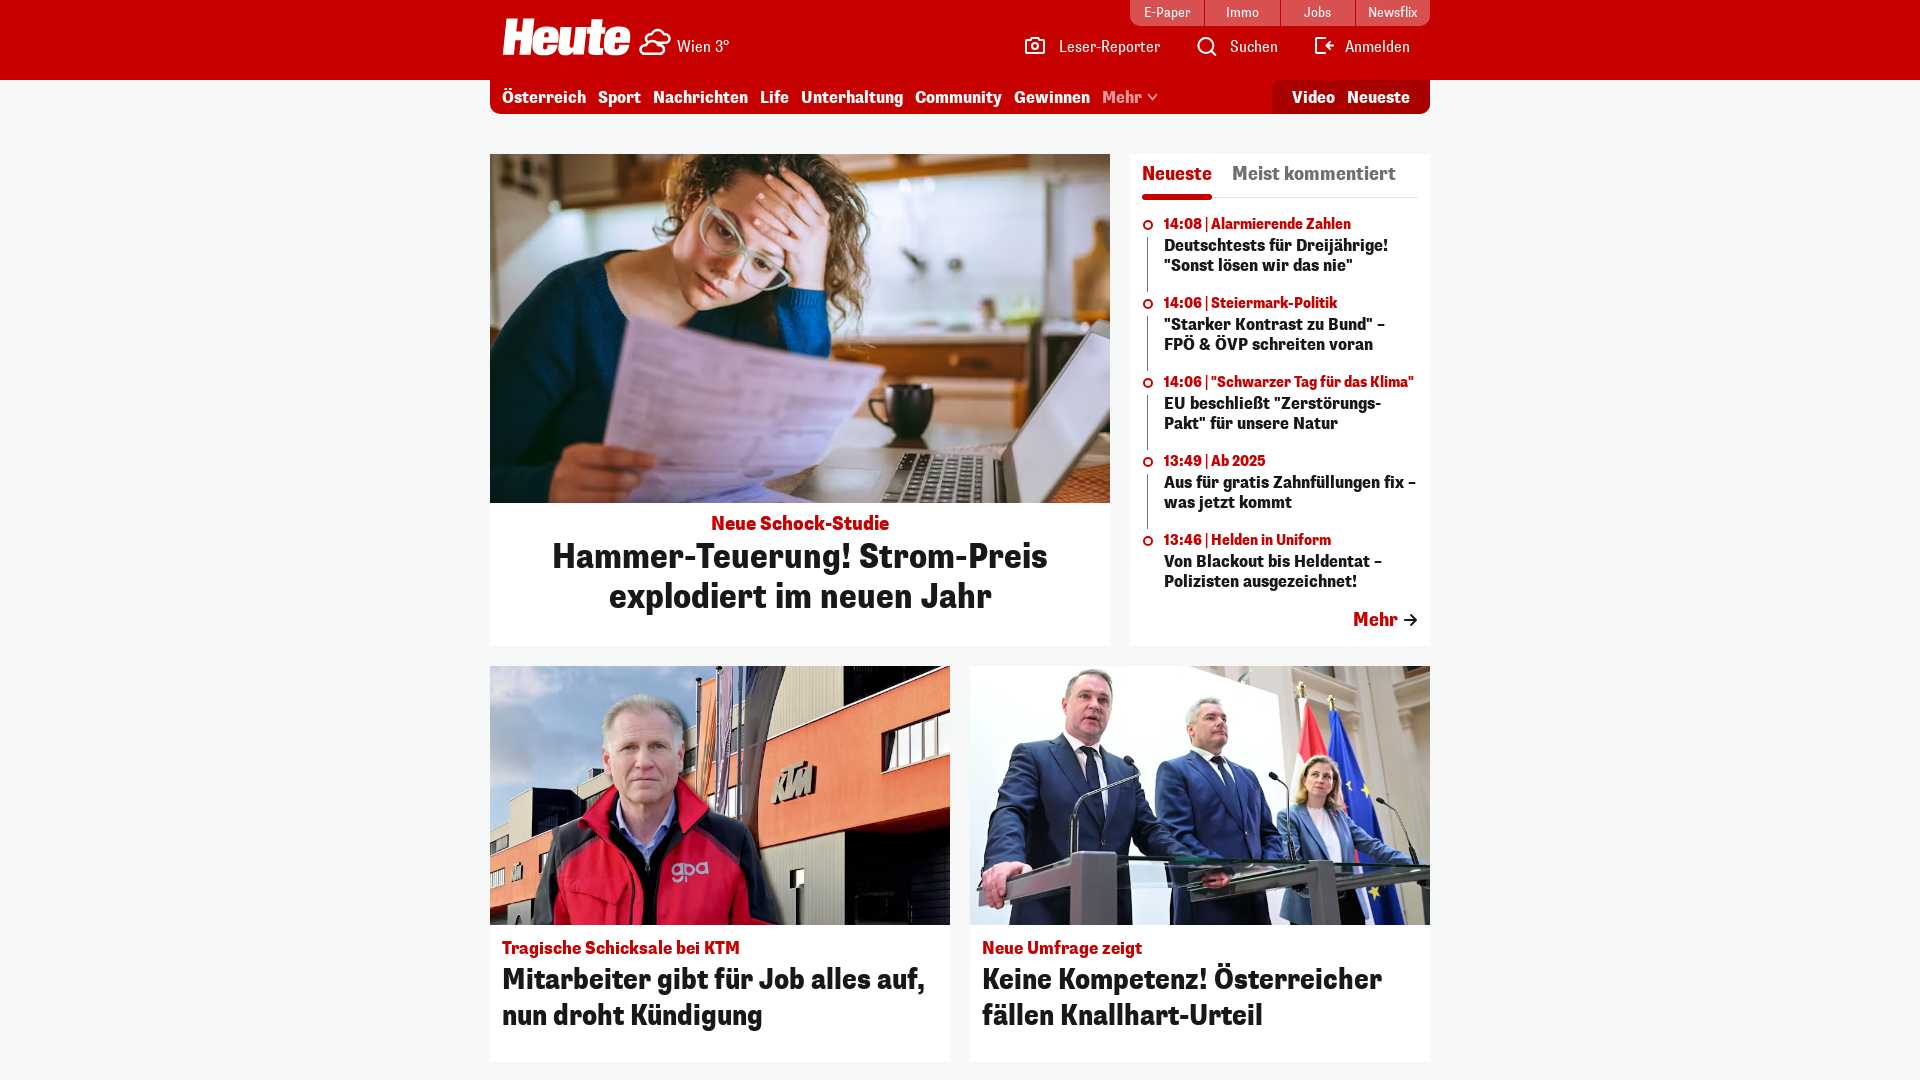 E-Paper
Immo
Jobs
Newsflix
Heute
Wien 3°
Leser-Reporter
Suchen
Anmelden
Österreich
Sport
Nachrichten
Life
Unterhaltung
Community
Gewinnen
Mehr
Video
Neueste
Neue Schock-Studie
Hammer-Teuerung! Strom-Preis
explodiert im neuen Jahr
Neueste
Meist kommentiert
14:08 | Alarmierende Zahlen
Deutschtests für Dreijährige!
"Sonst lösen wir das nie"
14:06 | Steiermark-Politik
"Starker Kontrast zu Bund" –
FPÖ & ÖVP schreiten voran
14:06 | "Schwarzer Tag für das Klima"
EU beschließt "Zerstörungs-
Pakt" für unsere Natur
13:49 | Ab 2025
Aus für gratis Zahnfüllungen fix –
was jetzt kommt
13:46 | Helden in Uniform
Von Blackout bis Heldentat –
Polizisten ausgezeichnet!
Mehr
KTM
KTM
gpa
Tragische Schicksale bei KTM
Mitarbeiter gibt für Job alles auf,
nun droht Kündigung
Neue Umfrage zeigt
Keine Kompetenz! Österreicher
fällen Knallhart-Urteil